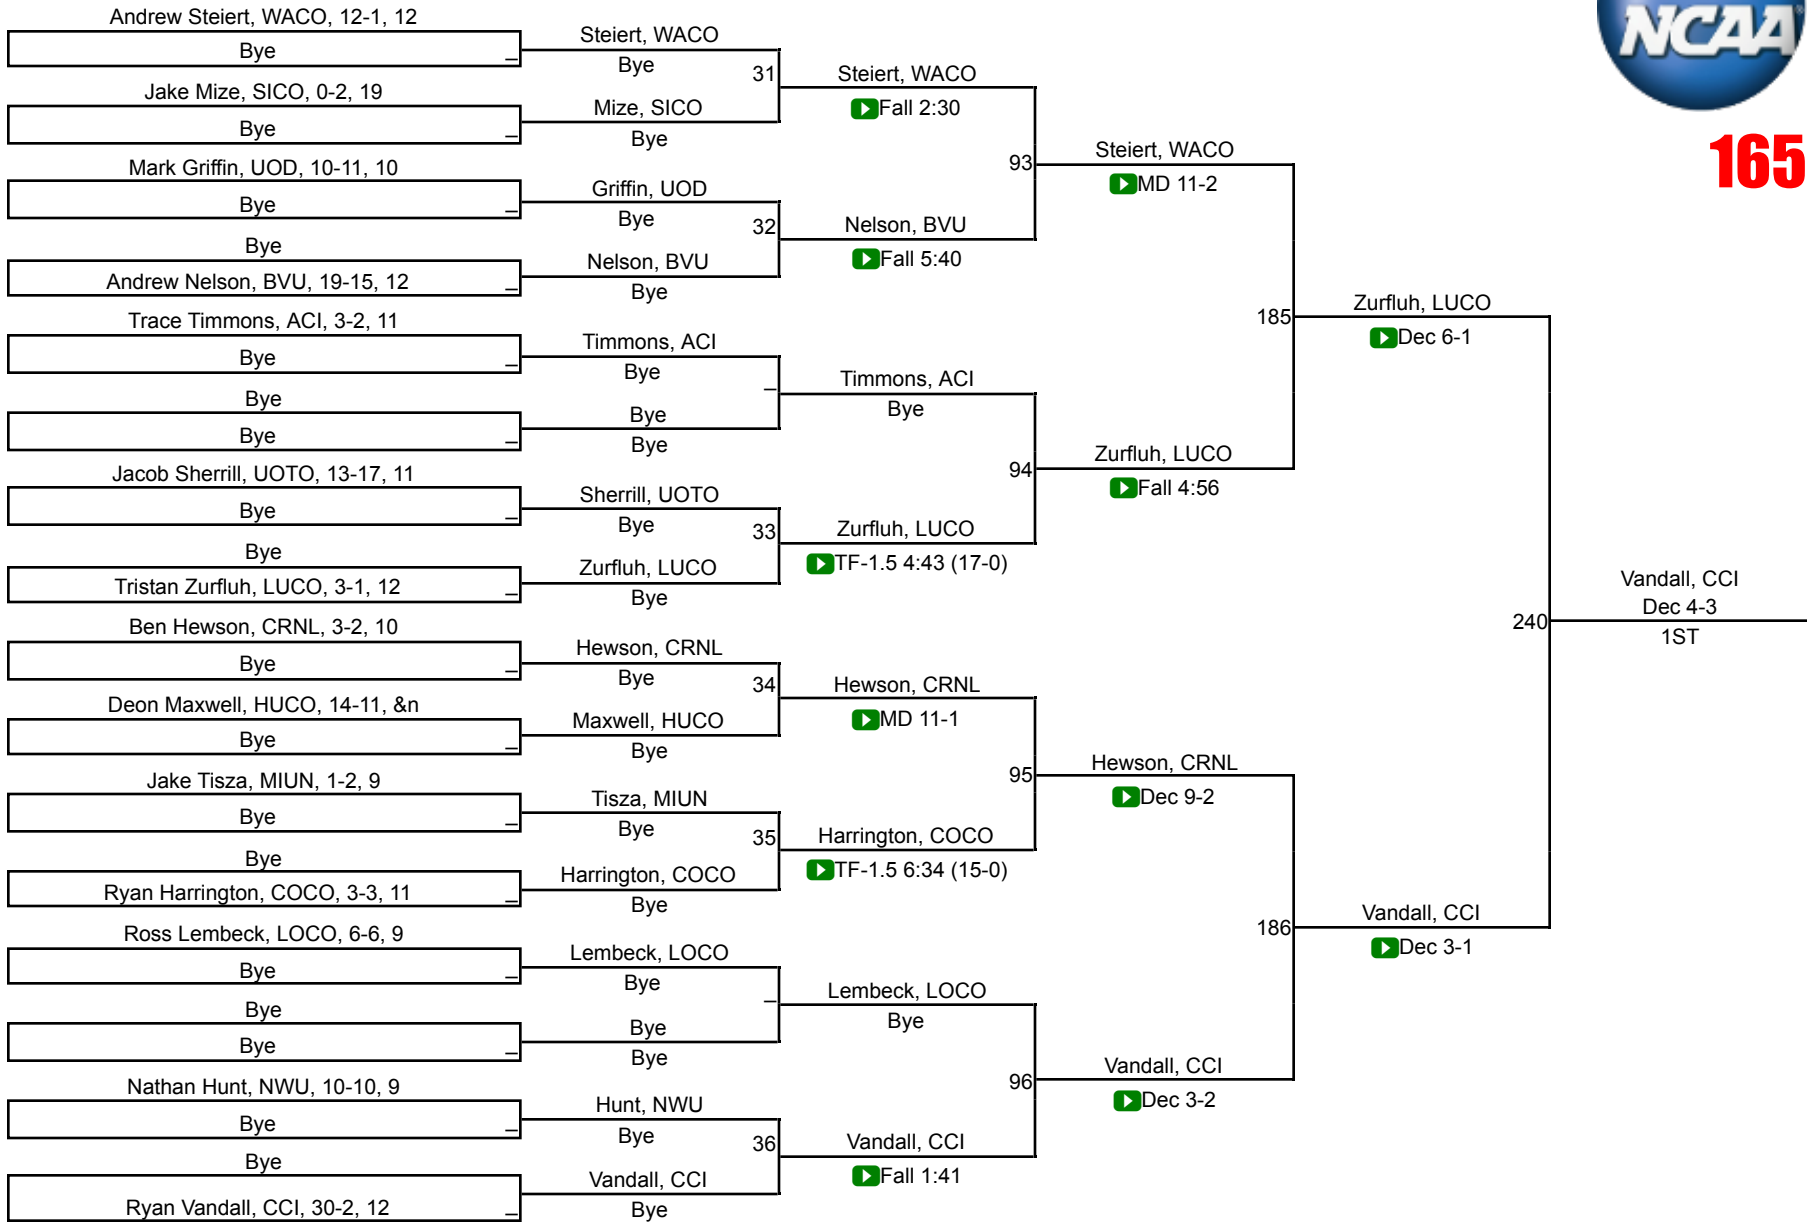 Andrew Steiert, WACO, 12-1, 12
Bye
_
Jake Mize, SICO, 0-2, 19
Bye
_
Mark Griffin, UOD, 10-11, 10
Bye
_
Bye
Andrew Nelson, BVU, 19-15, 12
_
Trace Timmons, ACI, 3-2, 11
Bye
_
Bye
Bye
_
Jacob Sherrill, UOTO, 13-17, 11
Bye
_
Bye
Tristan Zurfluh, LUCO, 3-1, 12
_
Ben Hewson, CRNL, 3-2, 10
Bye
_
Deon Maxwell, HUCO, 14-11, &n
Bye
_
Jake Tisza, MIUN, 1-2, 9
Bye
_
Bye
Ryan Harrington, COCO, 3-3, 11
_
Ross Lembeck, LOCO, 6-6, 9
Bye
_
Bye
Bye
_
Nathan Hunt, NWU, 10-10, 9
Bye
_
Bye
Ryan Vandall, CCI, 30-2, 12
_
Steiert, WACO
Bye
31
Mize, SICO
Bye
Griffin, UOD
Bye
32
Nelson, BVU
Bye
Timmons, ACI
Bye
_
Bye
Bye
Sherrill, UOTO
Bye
33
Zurfluh, LUCO
Bye
Hewson, CRNL
Bye
34
Maxwell, HUCO
Bye
Tisza, MIUN
Bye
35
Harrington, COCO
Bye
Lembeck, LOCO
Bye
_
Bye
Bye
Hunt, NWU
Bye
36
Vandall, CCI
Bye
Steiert, WACO
Fall 2:30
93
Nelson, BVU
Fall 5:40
Timmons, ACI
Bye
94
Zurfluh, LUCO
TF-1.5 4:43 (17-0)
Hewson, CRNL
MD 11-1
95
Harrington, COCO
TF-1.5 6:34 (15-0)
Lembeck, LOCO
Bye
96
Vandall, CCI
Fall 1:41
Steiert, WACO
MD 11-2
185
Zurfluh, LUCO
Fall 4:56
Hewson, CRNL
Dec 9-2
186
Vandall, CCI
Dec 3-2
Zurfluh, LUCO
Dec 6-1
240
Vandall, CCI
Dec 3-1
Vandall, CCI
Dec 4-3
1ST
NCAA
165